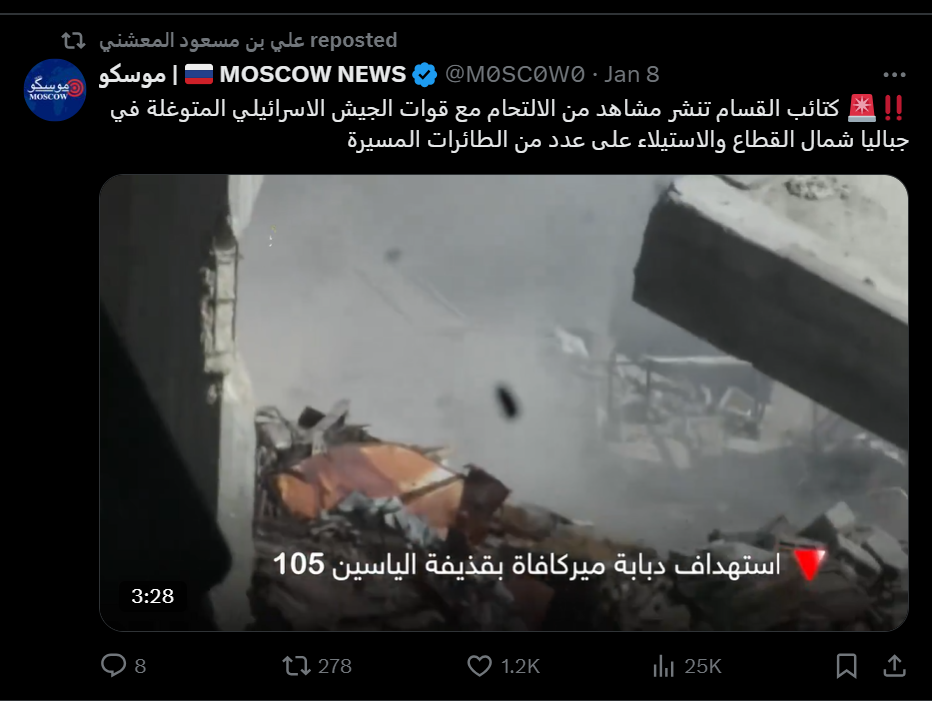 علي بن مسعود المعشني reposted
موسكو | 🇷🇺 MOSCOW NEWS @M0SC0W0 · Jan 8
موسكو
MOSCOW
‼️🚨 كتائب القسام تنشر مشاهد من الالتحام مع قوات الجيش الاسرائيلي المتوغلة في
جباليا شمال القطاع والاستيلاء على عدد من الطائرات المسيرة
استهداف دبابة ميركافاة بقذيفة الياسين 105
3:28
8 278 1.2K 25K